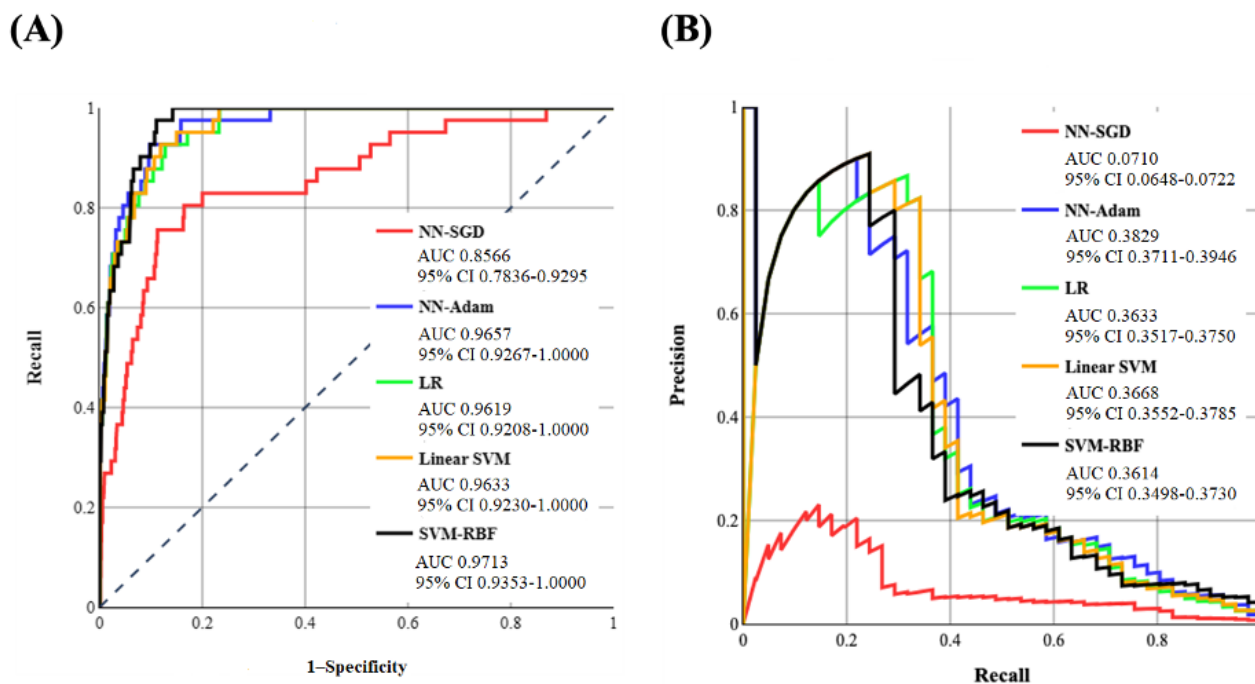 (A)
1
0.8
0.6
0.4
0.2
0
0.2
0.4
0.6
0.8
1
Recall
1–Specificity
NN-SGD
AUC 0.8566
95% CI 0.7836-0.9295
NN-Adam
AUC 0.9657
95% CI 0.9267-1.0000
LR
AUC 0.9619
95% CI 0.9208-1.0000
Linear SVM
AUC 0.9633
95% CI 0.9230-1.0000
SVM-RBF
AUC 0.9713
95% CI 0.9353-1.0000
(B)
1
0.8
0.6
0.4
0.2
0
0
0.2
0.4
0.6
0.8
Precision
Recall
NN-SGD
AUC 0.0710
95% CI 0.0648-0.0722
NN-Adam
AUC 0.3829
95% CI 0.3711-0.3946
LR
AUC 0.3633
95% CI 0.3517-0.3750
Linear SVM
AUC 0.3668
95% CI 0.3552-0.3785
SVM-RBF
AUC 0.3614
95% CI 0.3498-0.3730